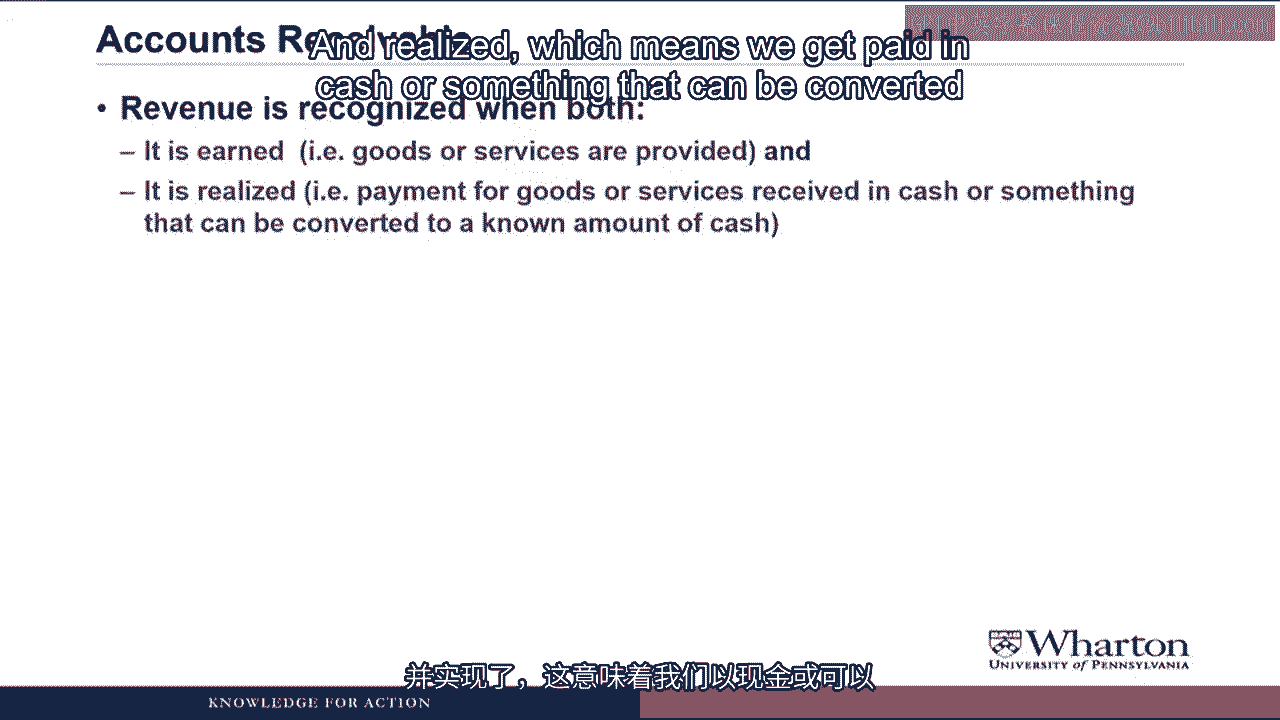 Accounts Receivable
And realized, which means we get paid in
cash or something that can be converted
• Revenue is recognized when both:
– It is earned (i.e. goods or services are provided) and
– It is realized (i.e. payment for goods or services received in cash or something
that can be converted to a known amount of cash)
Wharton
UNIVERSITY of PENNSYLVANIA
并实现了，这意味着我们以现金或可以
KNOWLEDGE FOR ACTION